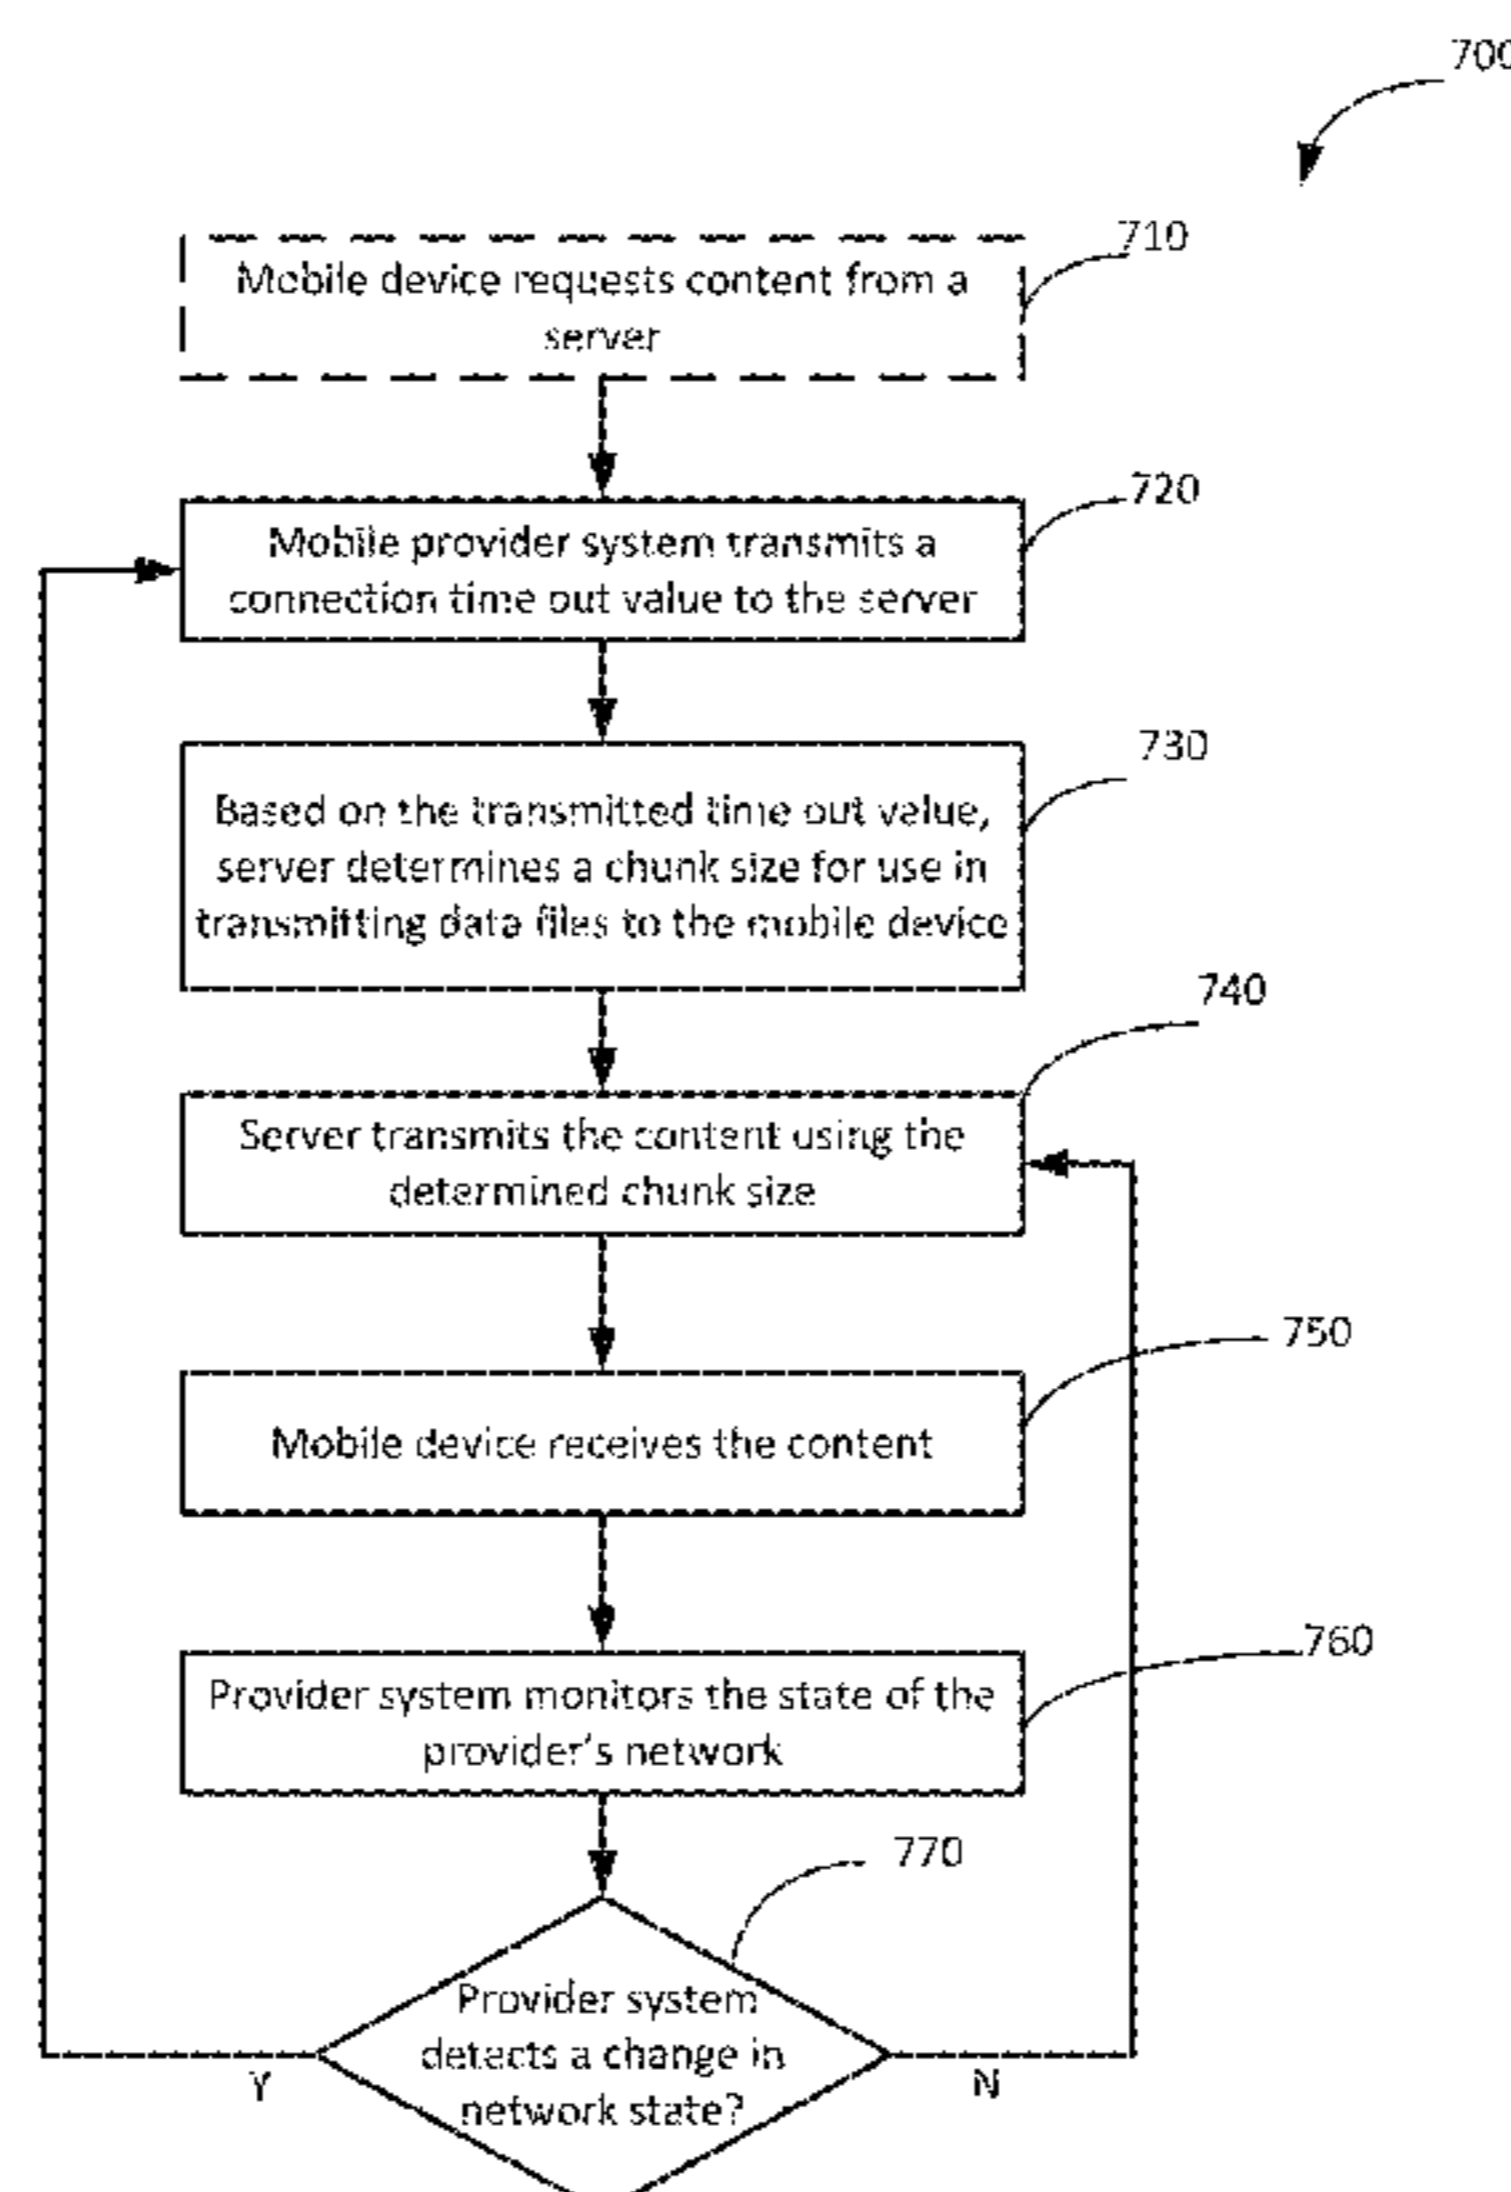 700
710
Mobile device requests content from a
server
720
Mobile provider system transmits a
connection time out value to the server
730
Based on the transmitted time out value,
server determines a chunk size for use in
transmitting data files to the mobile device
740
Server transmits the content using the
determined chunk size
750
Mobile device receives the content
760
Provider system monitors the state of the
provider's network
770
Provider system
detects a change in
network state?
Y
N